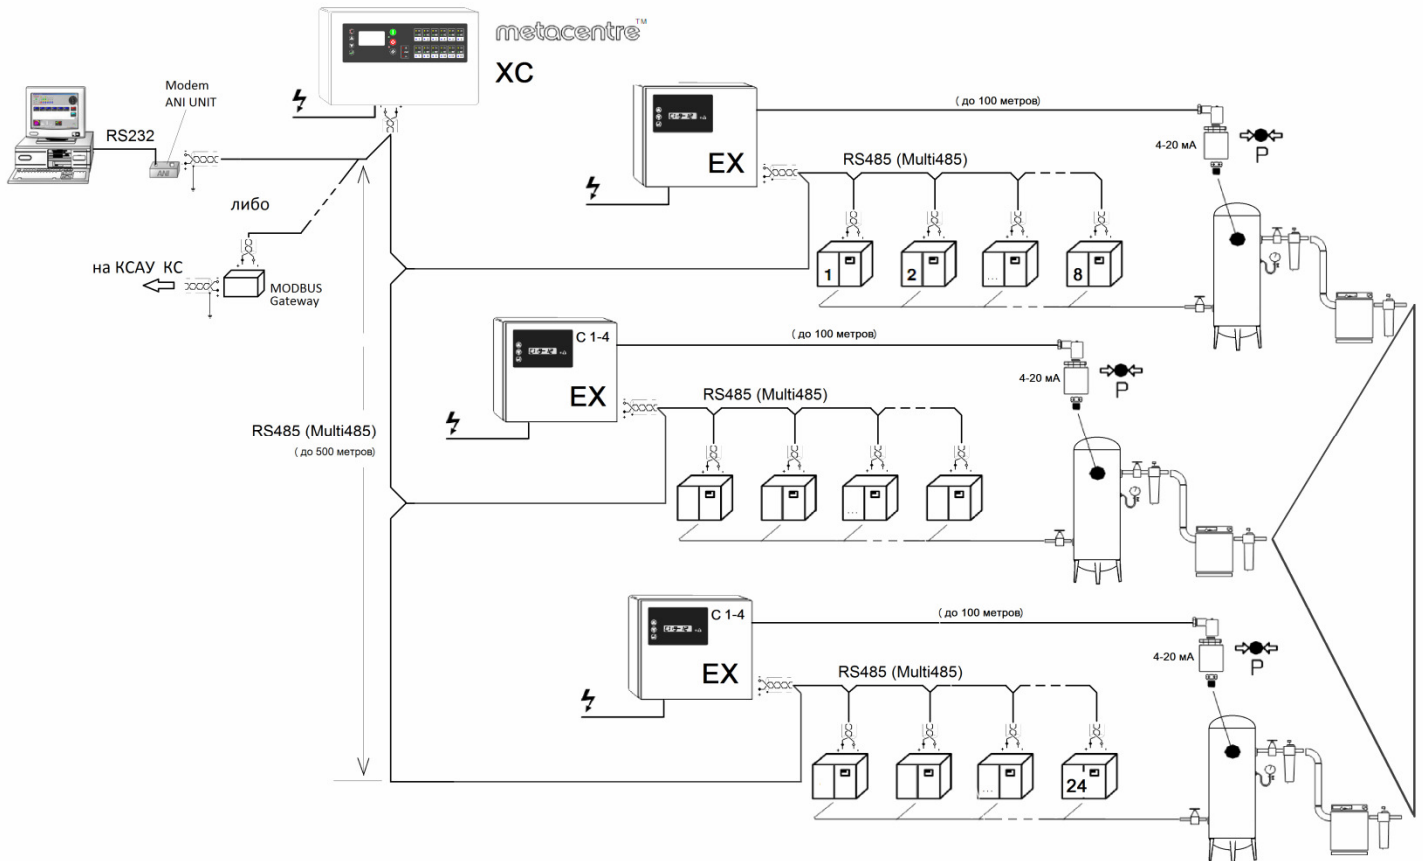 metacentre™
XC
Modem
ANI UNIT
RS232
ANI
либо
на КСАУ КС
MODBUS
Gateway
RS485 (Multi485)
( до 500 метров)
EX
( до 100 метров)
4-20 мА
P
RS485 (Multi485)
1
2
...
8
C 1-4
EX
( до 100 метров)
4-20 мА
P
RS485 (Multi485)
...
C 1-4
EX
( до 100 метров)
4-20 мА
P
RS485 (Multi485)
...
24